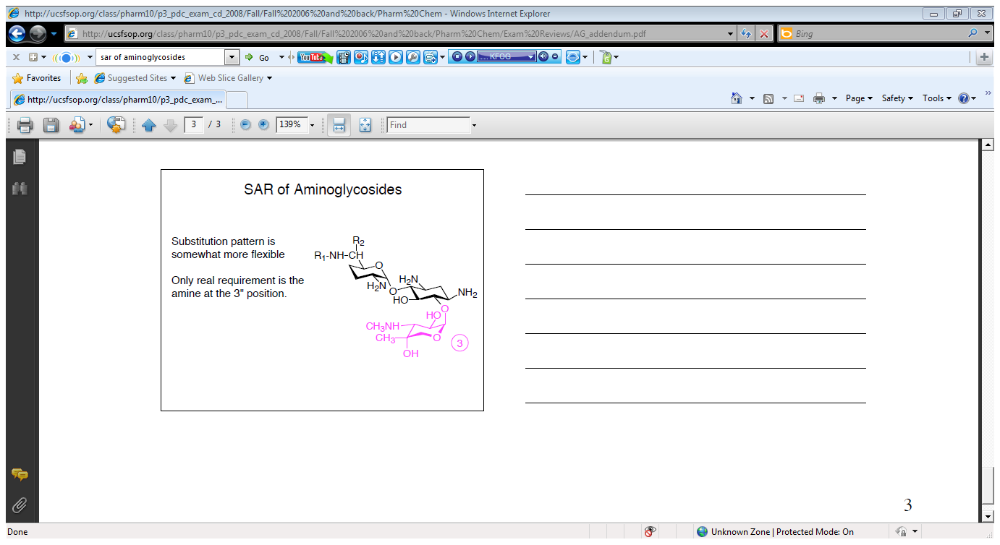 http://ucsfsop.org/class/pharm10/p3_pdc_exam_cd_2008/Fall/Fall%202006%20and%20back/Pharm%20Chem - Windows Internet Explorer
http://ucsfsop.org/class/pharm10/p3_pdc_exam_cd_2008/Fall/Fall%202006%20and%20back/Pharm%20Chem/Exam%20Reviews/AG_addendum.pdf Bing
X sar of aminoglycosides Go You Tube .... KFOG
Favorites Suggested Sites Web Slice Gallery
http://ucsfsop.org/class/pharm10/p3_pdc_exam_... Page Safety Tools
3 / 3 139% Find
SAR of Aminoglycosides
Substitution pattern is
somewhat more flexible
Only real requirement is the
amine at the 3" position.
R2
R1-NH-CH
O
H2N H2N
O NH2
HO
O
HO
CH3NH
CH3 O 3
OH
3
Done Unknown Zone | Protected Mode: On